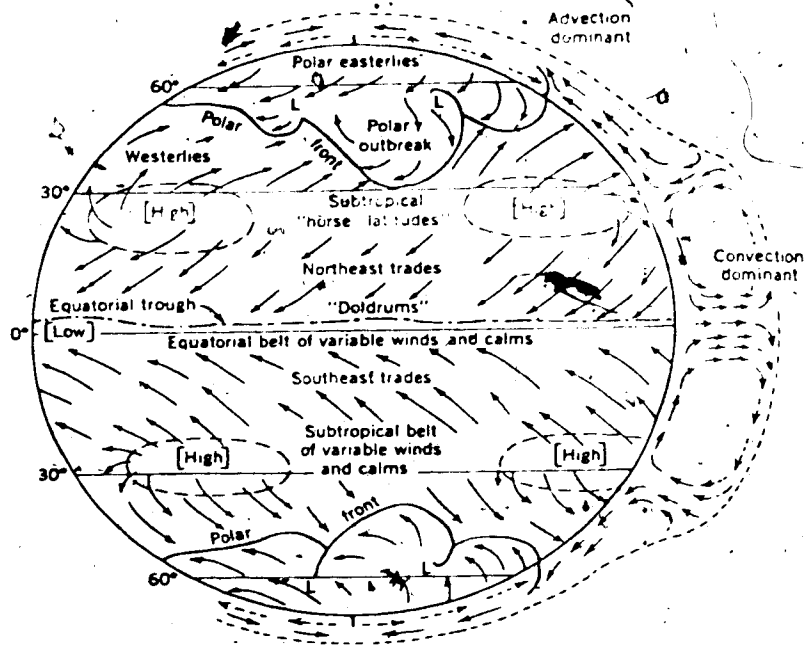 Advection
dominant
Polar easterlies
60°
L
L
Polar
front
Polar
outbreak
Westerlies
30°
[High]
Subtropical
"horse latitudes"
[High]
Convection
dominant
Northeast trades
Equatorial trough
"Doldrums"
0°
[Low]
Equatorial belt of variable winds and calms
Southeast trades
Subtropical belt
of variable winds
and calms
[High]
[High]
30°
Polar
front
60°
L
L